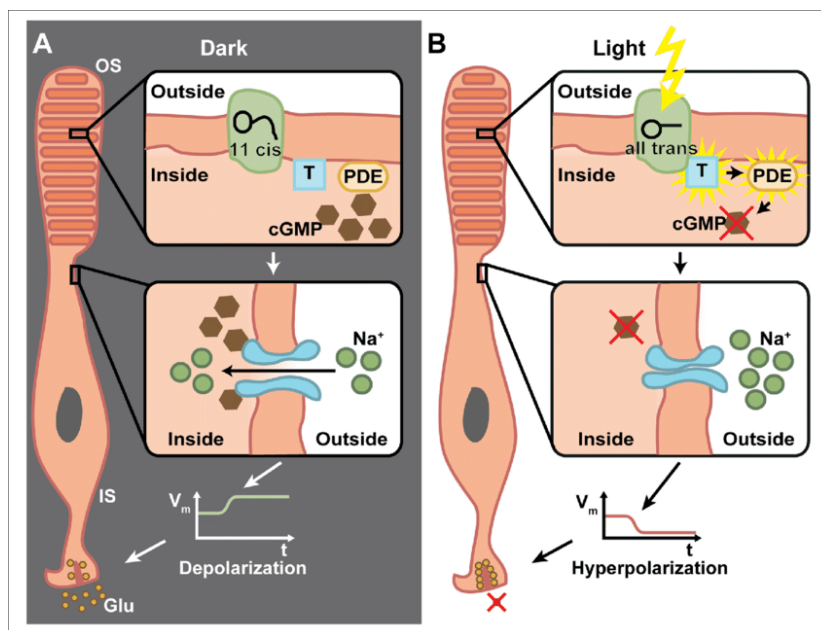 A
Dark
OS
Outside
11 cis
Inside
T
PDE
cGMP
Na⁺
Inside
Outside
IS
Vm
t
Depolarization
Glu
B
Light
Outside
all trans
Inside
T
PDE
cGMP
Na⁺
Inside
Outside
Vm
t
Hyperpolarization